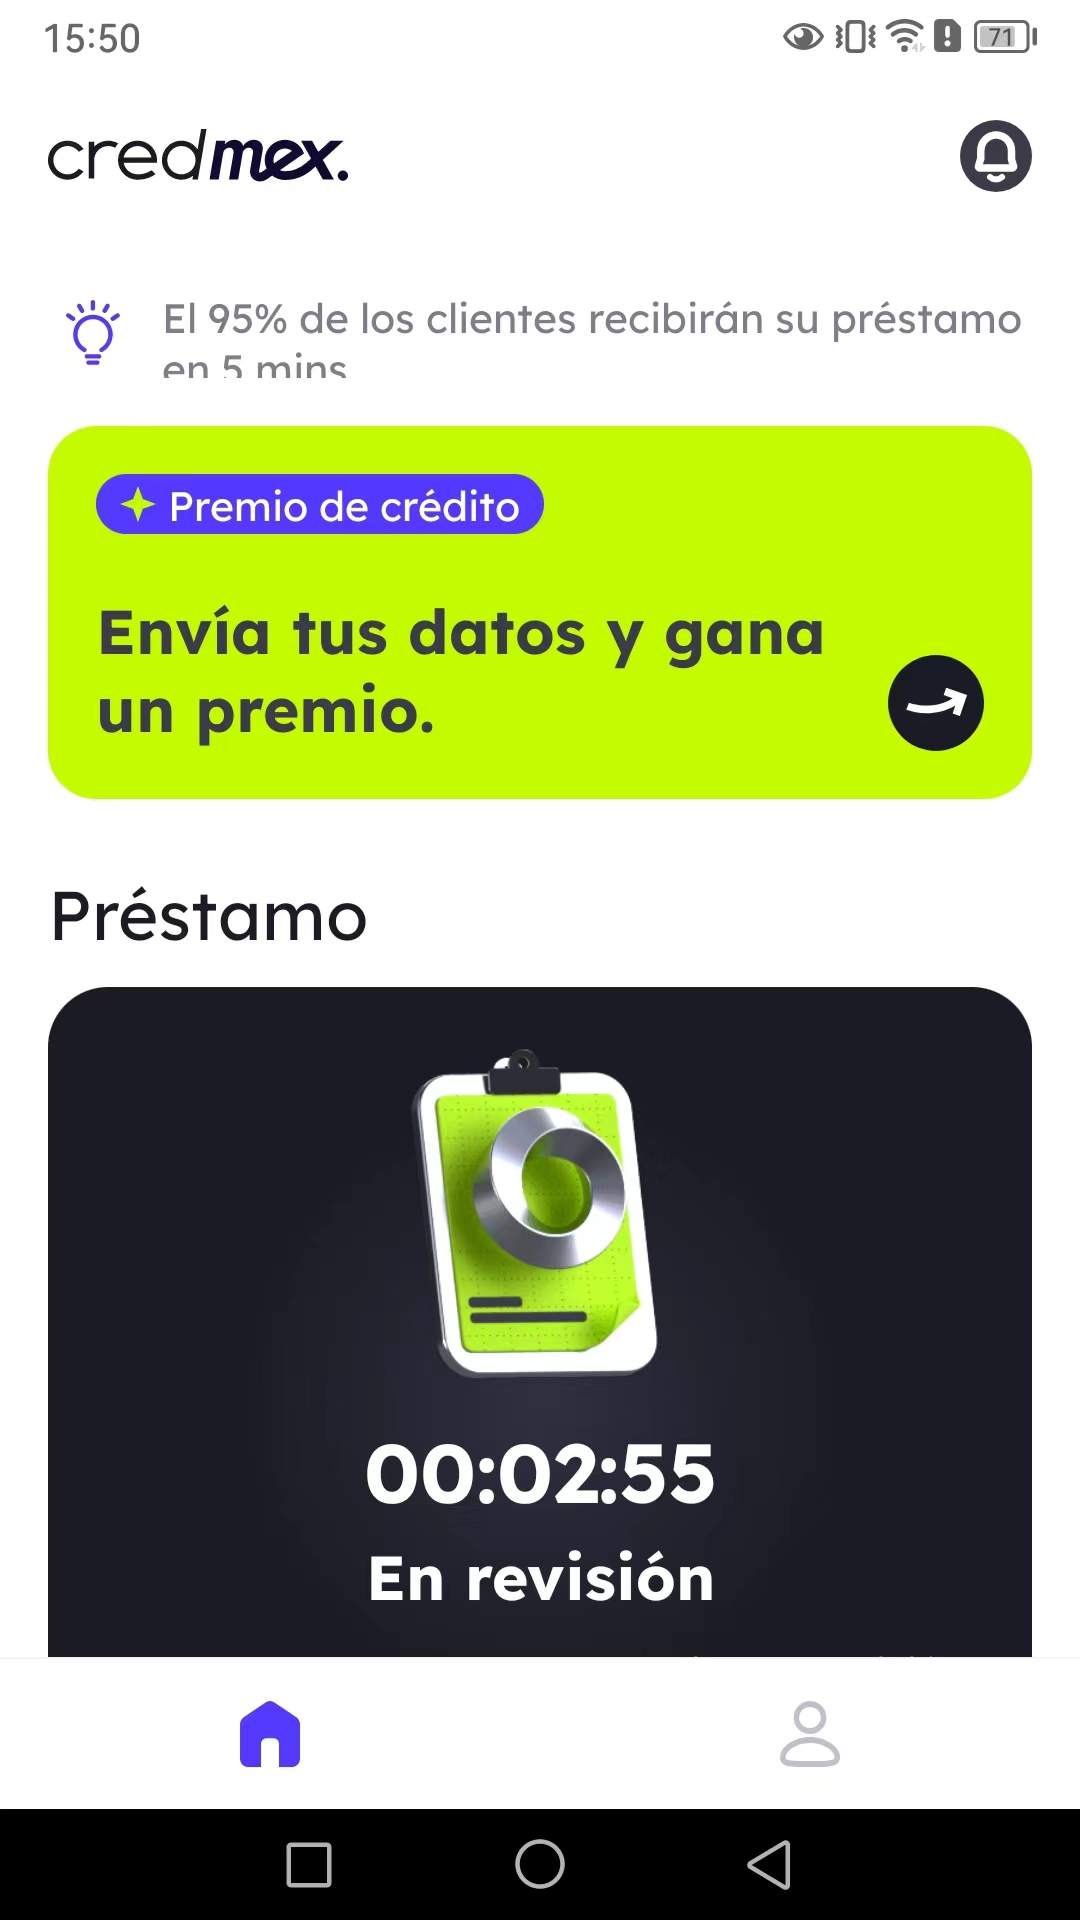 15:50
71
credmex.
El 95% de los clientes recibirán su préstamo
en 5 mins
Premio de crédito
Envía tus datos y gana
un premio.
Préstamo
00:02:55
En revisión